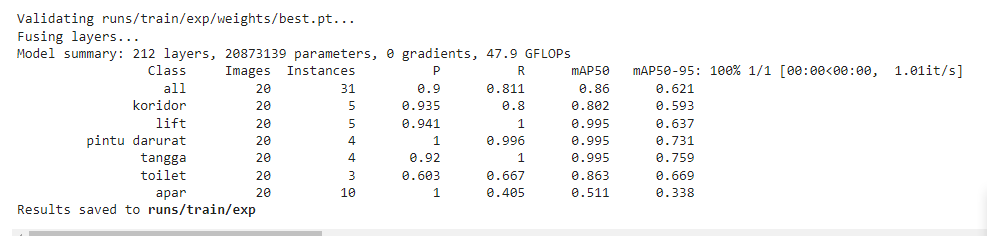 Validating runs/train/exp/weights/best.pt...
Fusing layers...
Model summary: 212 layers, 20873139 parameters, 0 gradients, 47.9 GFLOPs
Class Images Instances P R mAP50 mAP50-95: 100% 1/1 [00:00<00:00, 1.01it/s]
all 20 31 0.9 0.811 0.86 0.621
koridor 20 5 0.935 0.8 0.802 0.593
lift 20 5 0.941 1 0.995 0.637
pintu darurat 20 4 1 0.996 0.995 0.731
tangga 20 4 0.92 1 0.995 0.759
toilet 20 3 0.603 0.667 0.863 0.669
apar 20 10 1 0.405 0.511 0.338
Results saved to runs/train/exp